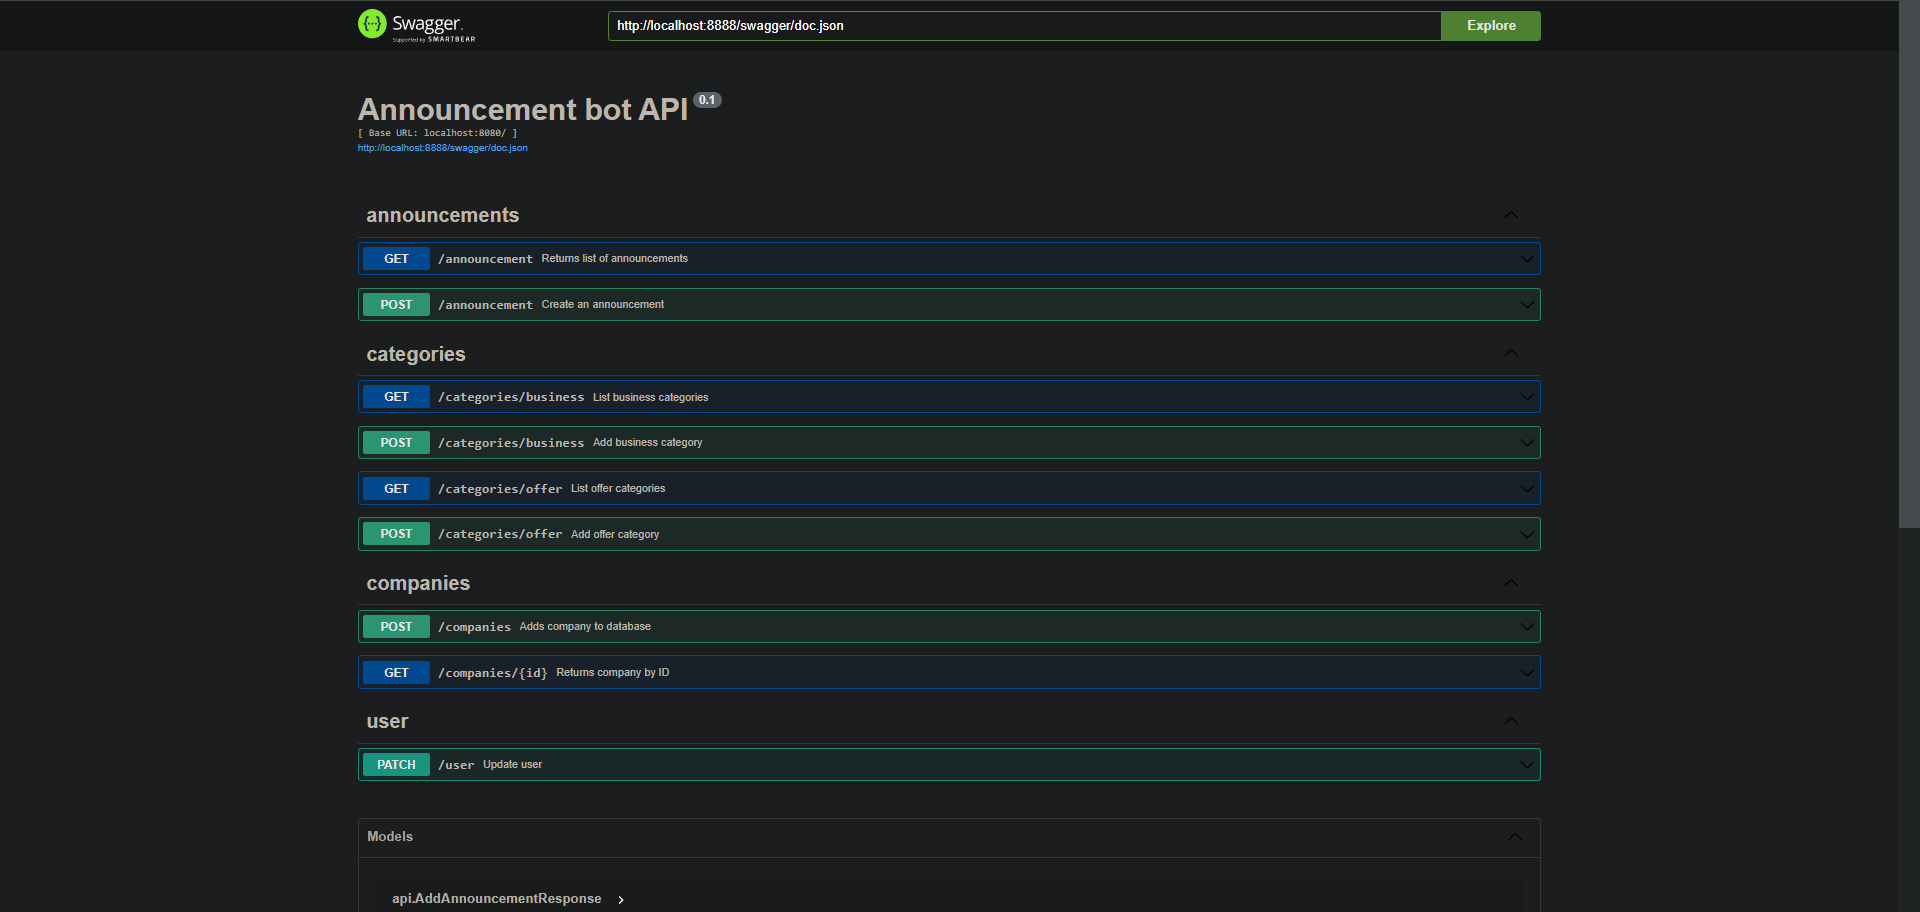 Swagger.
Supported by SMARTBEAR
http://localhost:8888/swagger/doc.json
Explore
Announcement bot API 0.1
[ Base URL: localhost:8080/ ]
http://localhost:8888/swagger/doc.json
announcements
GET /announcement Returns list of announcements
POST /announcement Create an announcement
categories
GET /categories/business List business categories
POST /categories/business Add business category
GET /categories/offer List offer categories
POST /categories/offer Add offer category
companies
POST /companies Adds company to database
GET /companies/{id} Returns company by ID
user
PATCH /user Update user
Models
api.AddAnnouncementResponse